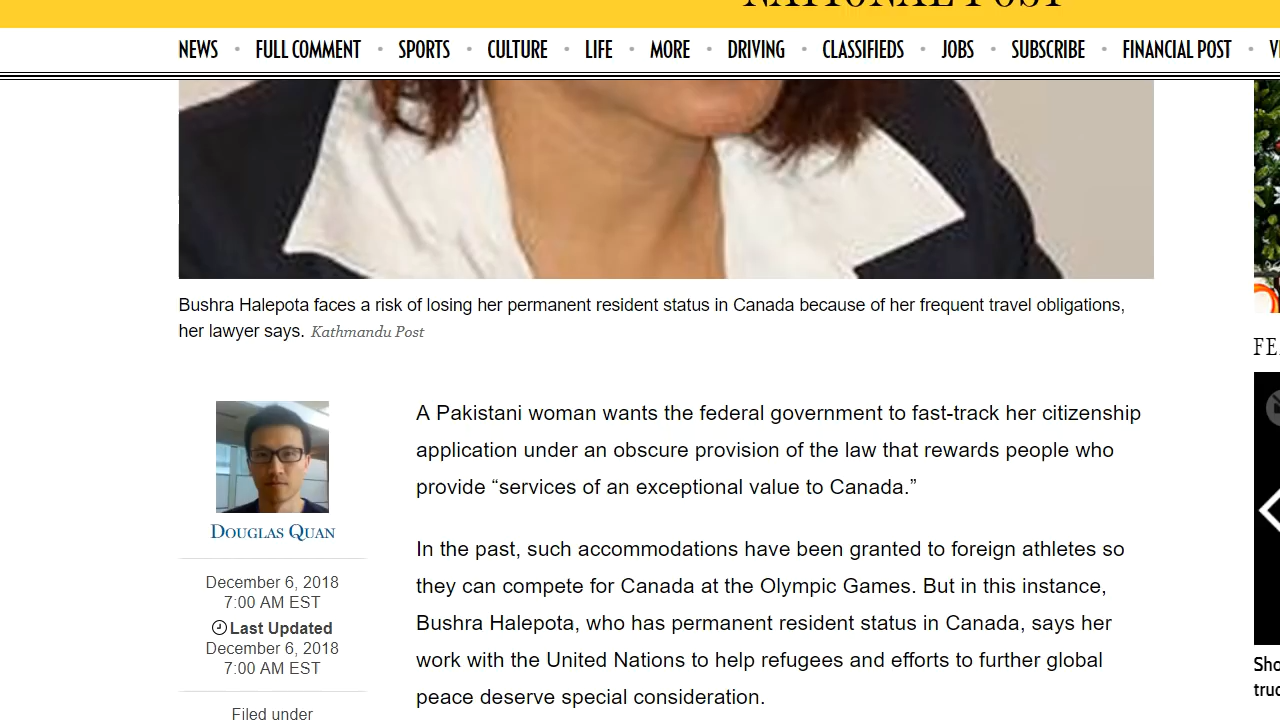 NATIONAL POST
NEWS • FULL COMMENT • SPORTS • CULTURE • LIFE • MORE • DRIVING • CLASSIFIEDS • JOBS • SUBSCRIBE • FINANCIAL POST •
Bushra Halepota faces a risk of losing her permanent resident status in Canada because of her frequent travel obligations,
her lawyer says. Kathmandu Post
Douglas Quan
December 6, 2018
7:00 AM EST
Last Updated
December 6, 2018
7:00 AM EST
Filed under
A Pakistani woman wants the federal government to fast-track her citizenship
application under an obscure provision of the law that rewards people who
provide “services of an exceptional value to Canada.”
In the past, such accommodations have been granted to foreign athletes so
they can compete for Canada at the Olympic Games. But in this instance,
Bushra Halepota, who has permanent resident status in Canada, says her
work with the United Nations to help refugees and efforts to further global
peace deserve special consideration.